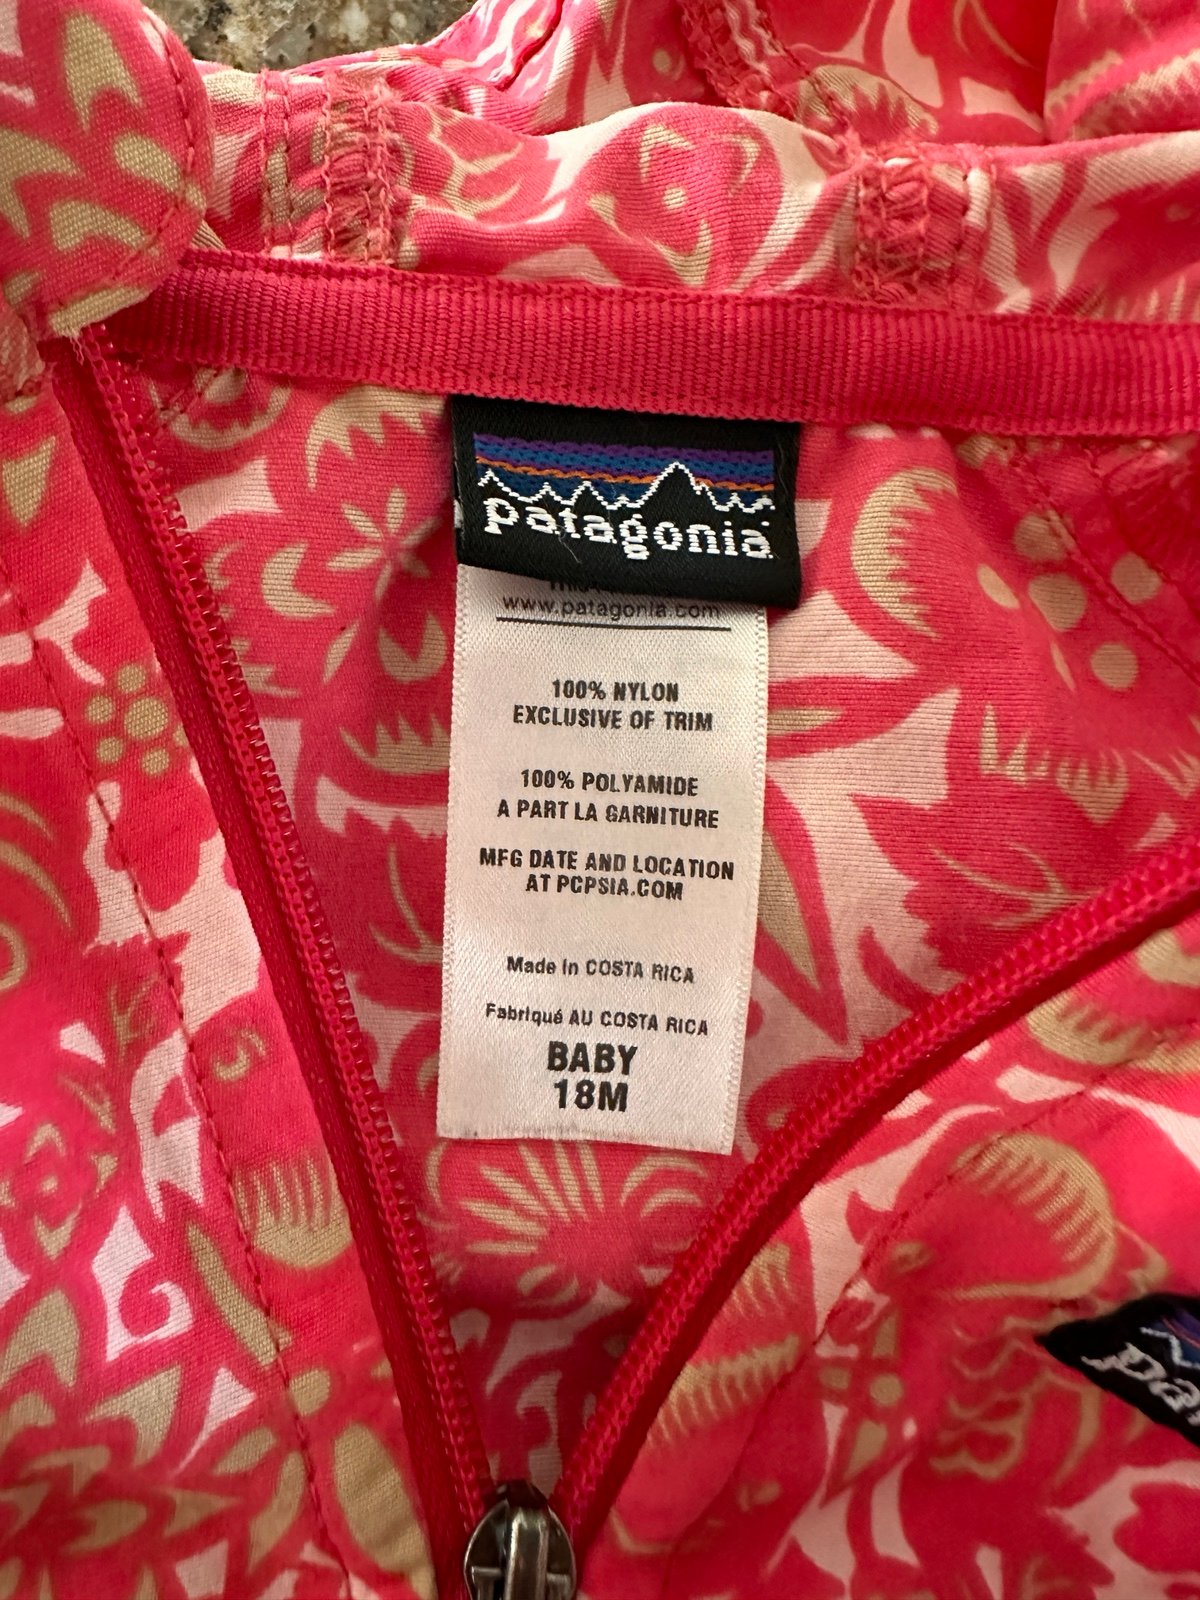 patagonia
www.patagonia.com
100% NYLON
EXCLUSIVE OF TRIM
100% POLYAMIDE
A PART LA GARNITURE
MFG DATE AND LOCATION
AT PCPSIA.COM
Made in COSTA RICA
Fabriqué AU COSTA RICA
BABY
18M